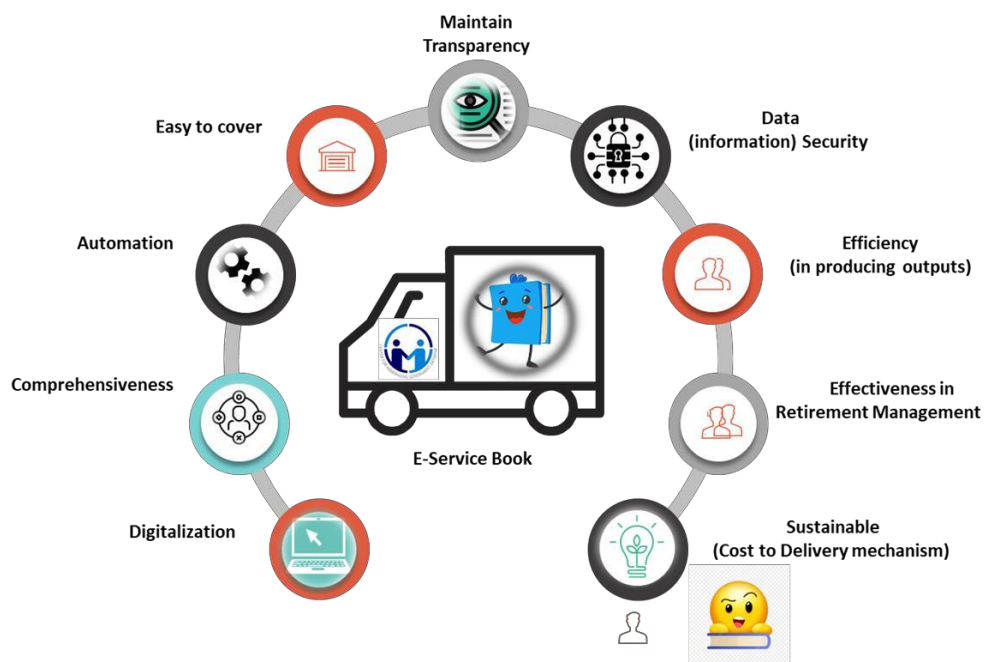 Maintain
Transparency
Easy to cover
Data
(information) Security
Automation
Efficiency
(in producing outputs)
Comprehensiveness
Effectiveness in
Retirement Management
E-Service Book
Digitalization
Sustainable
(Cost to Delivery mechanism)